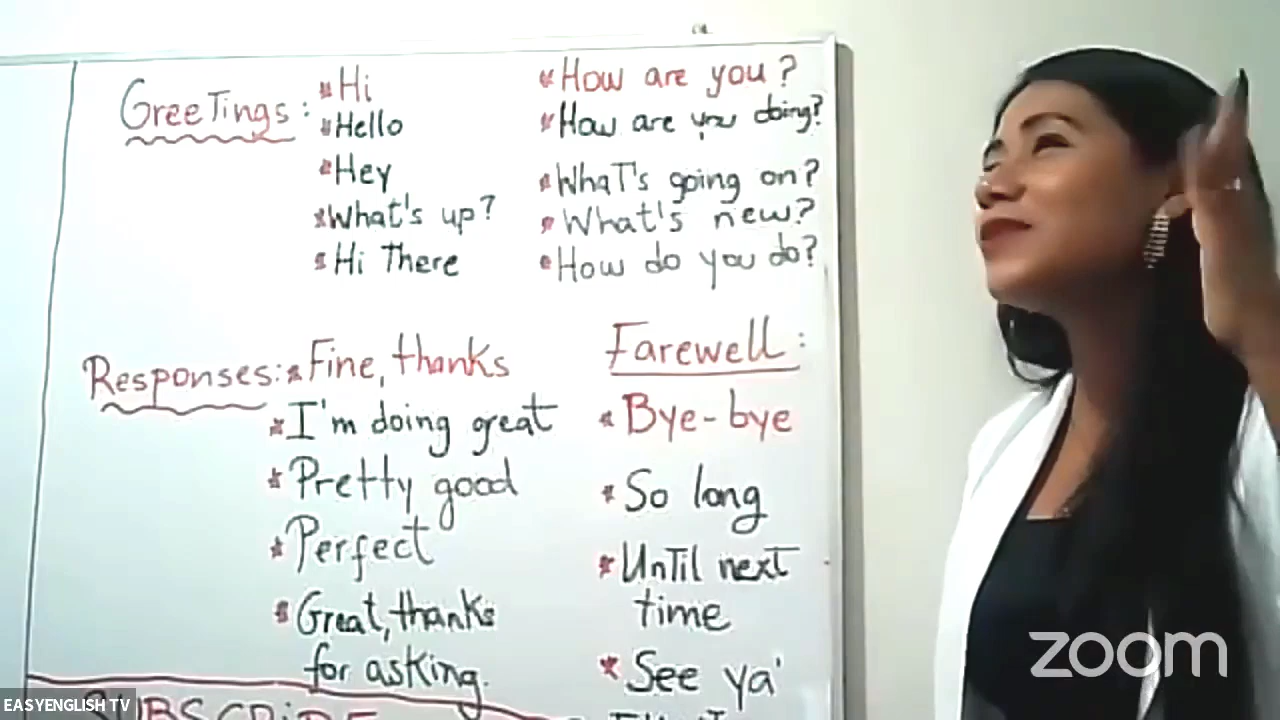 Greetings:
* Hi
* Hello
* Hey
* What's up?
* Hi There
* How are you?
* How are you doing?
* What's going on?
* What's new?
* How do you do?
Responses:
* Fine, thanks
* I'm doing great
* Pretty good
* Perfect
* Great, thanks
for asking.
Farewell:
* Bye-bye
* So long
* Until next
time
* See ya'
SUBSCRIBE
EASYENGLISH TV
zoom